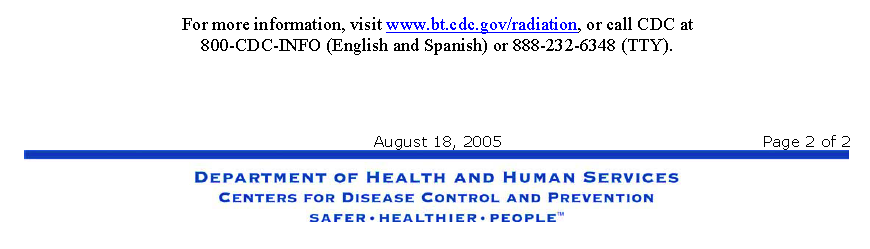 For more information, visit www.bt.cdc.gov/radiation, or call CDC at
800-CDC-INFO (English and Spanish) or 888-232-6348 (TTY).
August 18, 2005 Page 2 of 2
DEPARTMENT OF HEALTH AND HUMAN SERVICES
CENTERS FOR DISEASE CONTROL AND PREVENTION
SAFER • HEALTHIER • PEOPLE™